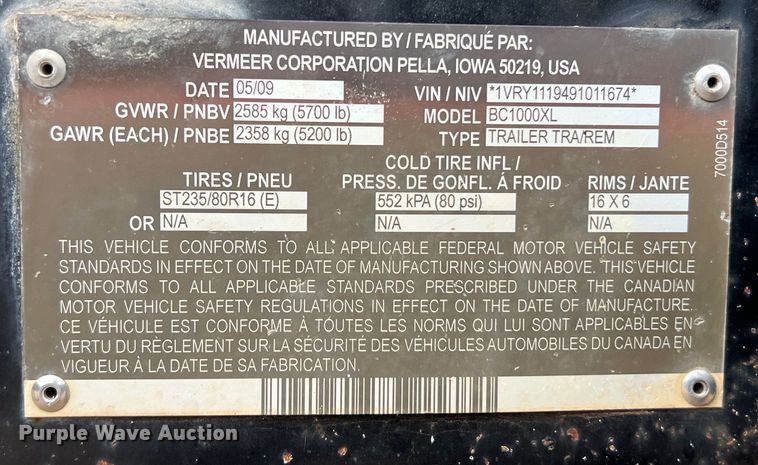 MANUFACTURED BY / FABRIQUÉ PAR:
VERMEER CORPORATION PELLA, IOWA 50219, USA
DATE 05/09 VIN / NIV *1VRY1119491011674*
GVWR / PNBV 2585 kg (5700 lb) MODEL BC1000XL
GAWR (EACH) / PNBE 2358 kg (5200 lb) TYPE TRAILER TRA/REM
7000D514
COLD TIRE INFL /
TIRES / PNEU PRESS. DE GONFL. Á FROID RIMS / JANTE
ST235/80R16 (E) 552 kPA (80 psi) 16 X 6
OR N/A N/A N/A
THIS VEHICLE CONFORMS TO ALL APPLICABLE FEDERAL MOTOR VEHICLE SAFETY
STANDARDS IN EFFECT ON THE DATE OF MANUFACTURING SHOWN ABOVE. THIS VEHICLE
CONFORMS TO ALL APPLICABLE STANDARDS PRESCRIBED UNDER THE CANADIAN
MOTOR VEHICLE SAFETY REGULATIONS IN EFFECT ON THE DATE OF MANUFACTURE.
CE VÉHICULE EST CONFORME À TOUTES LES NORMS QUI LUI SONT APPLICABLES EN
VERTU DU RÈGLEMENT SUR LA SÉCURITÉ DES VÉHICULES AUTOMOBILES DU CANADA EN
VIGUEUR À LA DATE DE SA FABRICATION.
Purple Wave Auction